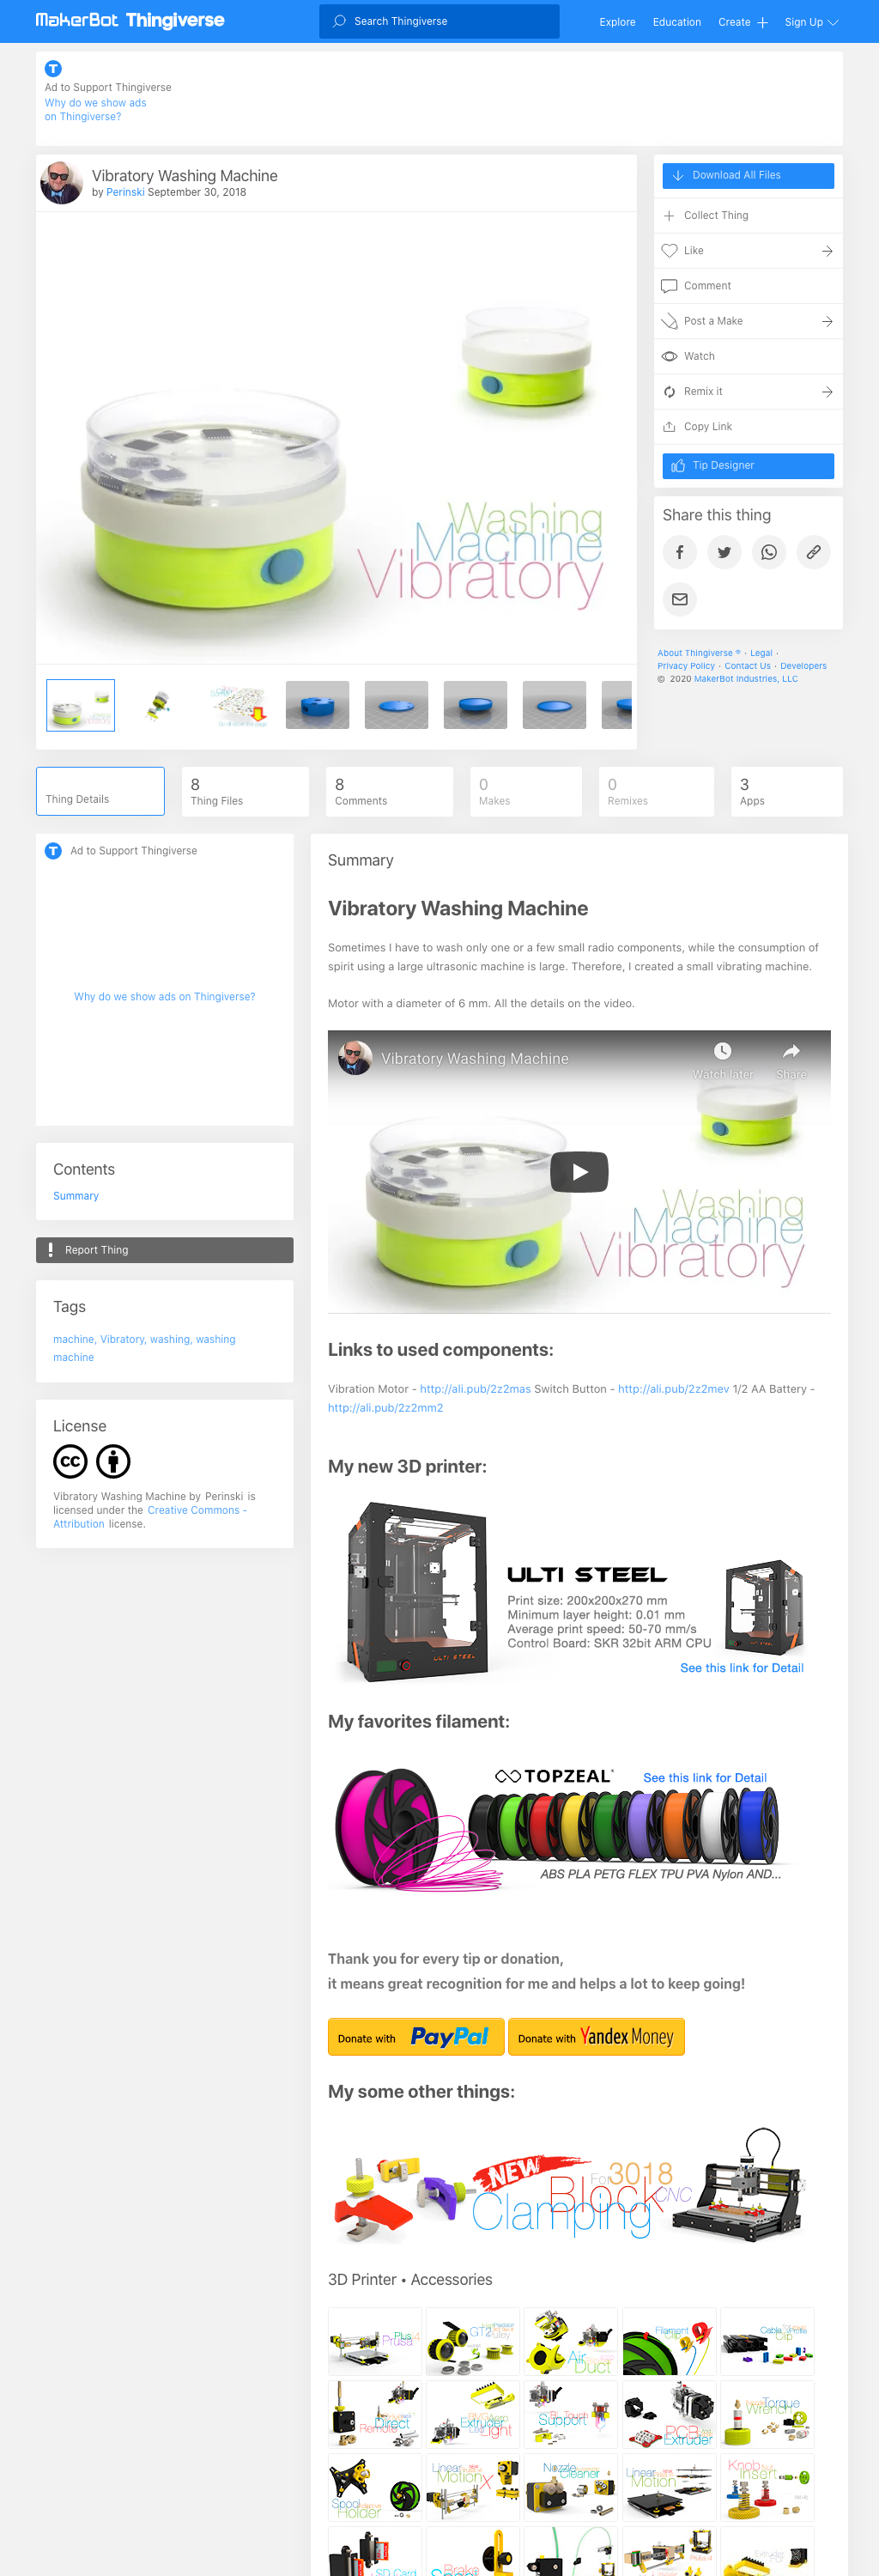 MakerBot Thingiverse
Search Thingiverse
Explore
Education
Create
Sign Up
Ad to Support Thingiverse
Why do we show ads
on Thingiverse?
Vibratory Washing Machine
by Perinski September 30, 2018
Washing
Machine
Vibratory
Download All Files
Collect Thing
Like
Comment
Post a Make
Watch
Remix it
Copy Link
Tip Designer
Share this thing
About Thingiverse ® · Legal ·
Privacy Policy · Contact Us · Developers
© 2020 MakerBot Industries, LLC
Thing Details
8
Thing Files
8
Comments
0
Makes
0
Remixes
3
Apps
Ad to Support Thingiverse
Why do we show ads on Thingiverse?
Contents
Summary
Report Thing
Tags
machine, Vibratory, washing, washing
machine
License
Vibratory Washing Machine by Perinski is
licensed under the Creative Commons -
Attribution license.
Summary
Vibratory Washing Machine
Sometimes I have to wash only one or a few small radio components, while the consumption of
spirit using a large ultrasonic machine is large. Therefore, I created a small vibrating machine.
Motor with a diameter of 6 mm. All the details on the video.
Vibratory Washing Machine
Watch later
Share
Washing
Machine
Vibratory
Links to used components:
Vibration Motor - http://ali.pub/2z2mas Switch Button - http://ali.pub/2z2mev 1/2 AA Battery -
http://ali.pub/2z2mm2
My new 3D printer:
ULTI STEEL
Print size: 200x200x270 mm
Minimum layer height: 0.01 mm
Average print speed: 50-70 mm/s
Control Board: SKR 32bit ARM CPU
See this link for Detail
ULTI STEEL
My favorites filament:
TOPZEAL
See this link for Detail
ABS PLA PETG FLEX TPU PVA Nylon AND...
Thank you for every tip or donation,
it means great recognition for me and helps a lot to keep going!
Donate with PayPal
Donate with Yandex Money
My some other things:
NEW
For 3018
Block CNC
Clamping
3D Printer • Accessories
Plus
Prusa 4
GT2
Pulley
Air
Duct
Filament
Clip
Cable
Clip
Direct
Remote
Extruder
Light
BL Touch
Support
PCB
Extruder
Torque
Wrench
Spool
Holder
Linear
Motion X
Nozzle
Cleaner
Linear
Motion
Knob
Insert
SD Card
Brake
Spool
Extruder